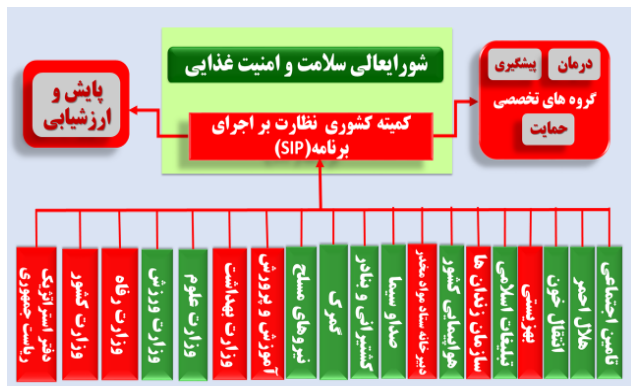 شورایعالی سلامت و امنیت غذایی
درمان
پیشگیری
گروه های تخصصی
حمایت
کمیته کشوری نظارت بر اجرای
برنامه(SIP)
پایش و
ارزشیابی
تامین اجتماعی
هلال احمر
انتقال خون
بهزیستی
تبلیغات اسلامی
سازمان زندان ها
هواپیمایی کشور
دبیر خانه ستاد مواد مخدر
صداو سیما
کشتیرانی و بنادر
گمرک
نیروهای مسلح
آموزش و پرورش
وزارت بهداشت
وزارت علوم
وزارت ورزش
وزارت رفاه
وزارت کشور
دفتر استراتژیک
ریاست جمهوری